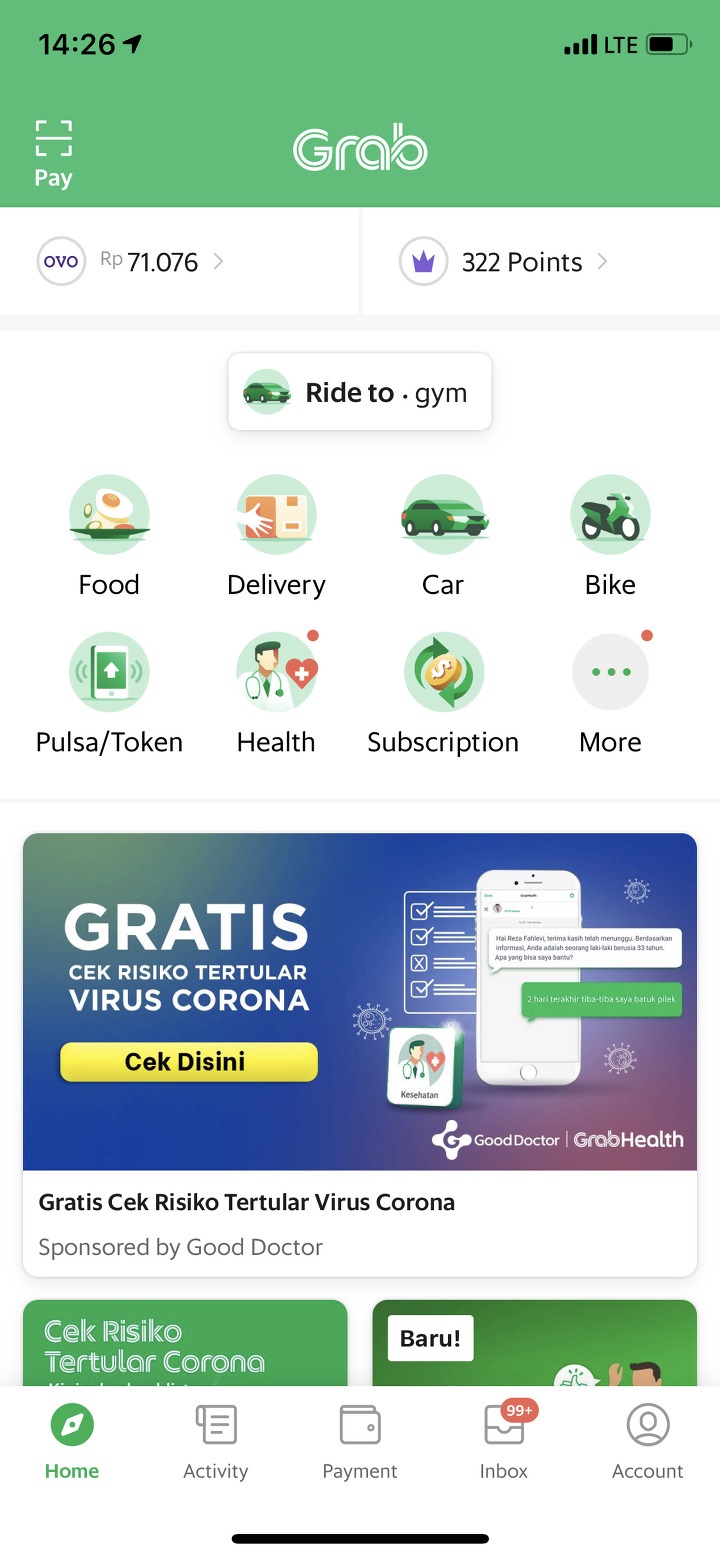 14:26
LTE
Pay
Grab
OVO
Rp 71.076
322 Points
Ride to • gym
Food
Delivery
Car
Bike
Pulsa/Token
Health
Subscription
More
GRATIS
CEK RISIKO TERTULAR
VIRUS CORONA
Cek Disini
Hai Reza Fahlevi, terima kasih telah menunggu. Berdasarkan
informasi, Anda adalah seorang laki-laki berusia 33 tahun.
Apa yang bisa saya bantu?
2 hari terakhir tiba-tiba saya batuk pilek
Kesehatan
GoodDoctor | GrabHealth
Gratis Cek Risiko Tertular Virus Corona
Sponsored by Good Doctor
Cek Risiko
Tertular Corona
Baru!
99+
Home
Activity
Payment
Inbox
Account